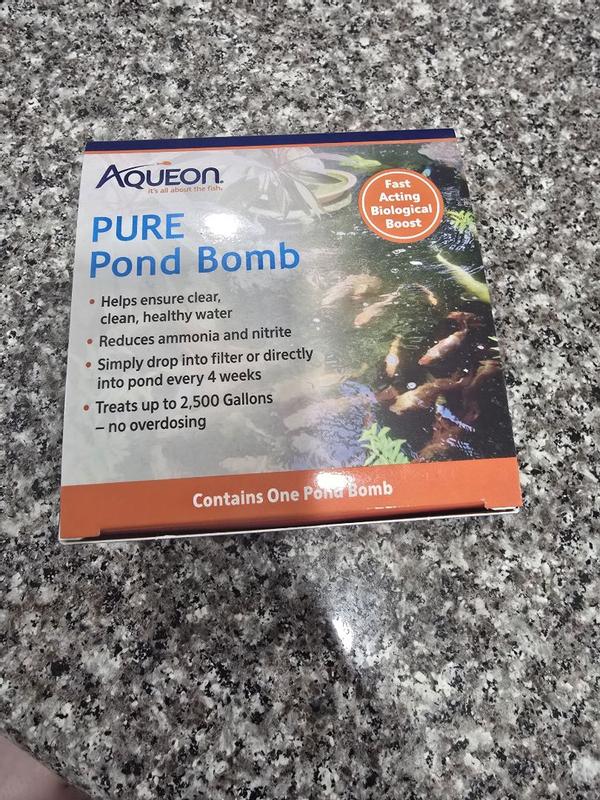 AQUEON®
it's all about the fish.
PURE
Pond Bomb
Fast
Acting
Biological
Boost
• Helps ensure clear,
clean, healthy water
• Reduces ammonia and nitrite
• Simply drop into filter or directly
into pond every 4 weeks
• Treats up to 2,500 Gallons
– no overdosing
Contains One Pond Bomb